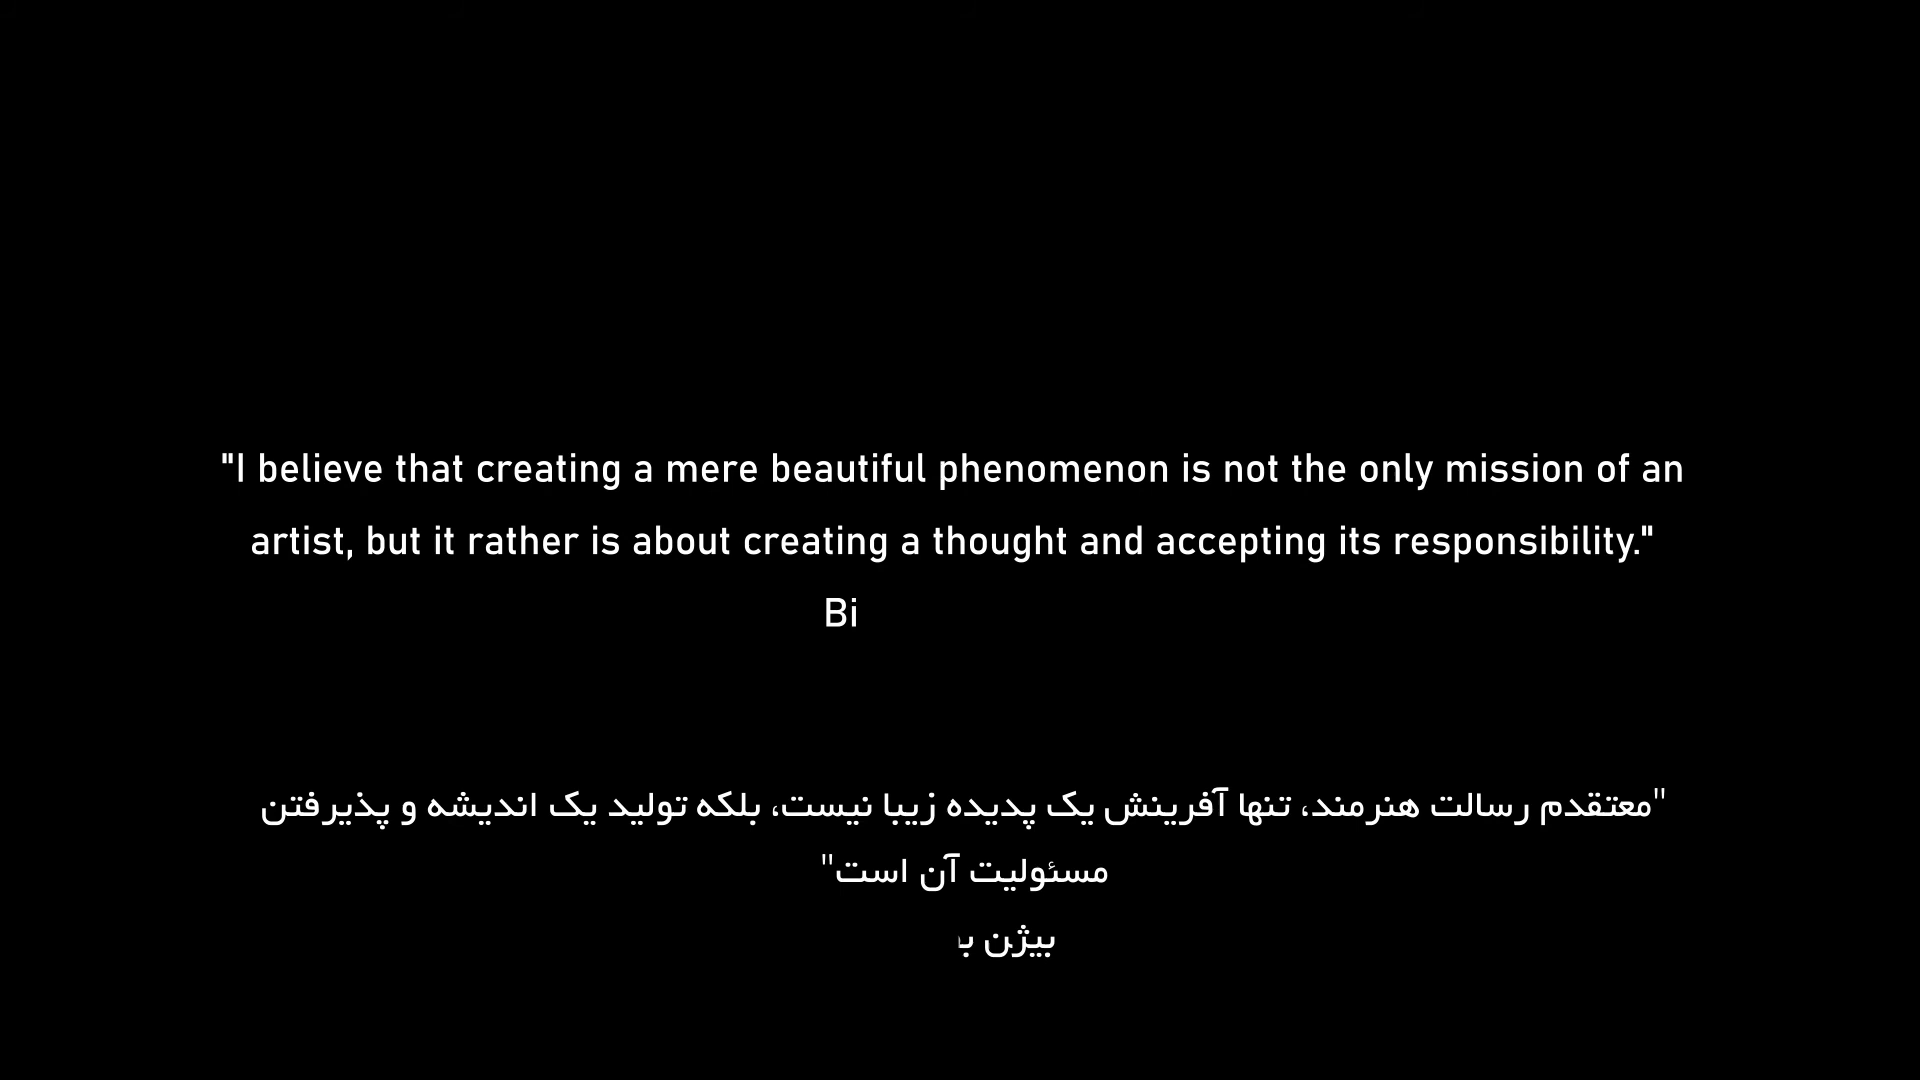 "I believe that creating a mere beautiful phenomenon is not the only mission of an
artist, but it rather is about creating a thought and accepting its responsibility."
Bi
"معتقدم رسالت هنرمند، تنها آفرینش یک پدیده زیبا نیست، بلکه تولید یک اندیشه و پذیرفتن
مسئولیت آن است"
بیژن ب